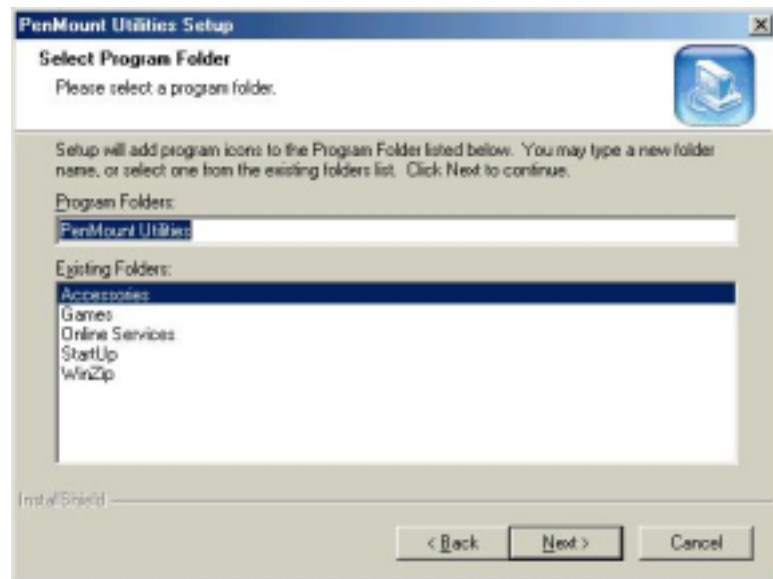 PenMount Utilities Setup
Select Program Folder
Please select a program folder.
Setup will add program icons to the Program Folder listed below. You may type a new folder
name, or select one from the existing folders list. Click Next to continue.
Program Folders:
PenMount Utilities
Existing Folders:
Accessories
Games
Online Services
StartUp
WinZip
InstallShield
< Back
Next >
Cancel